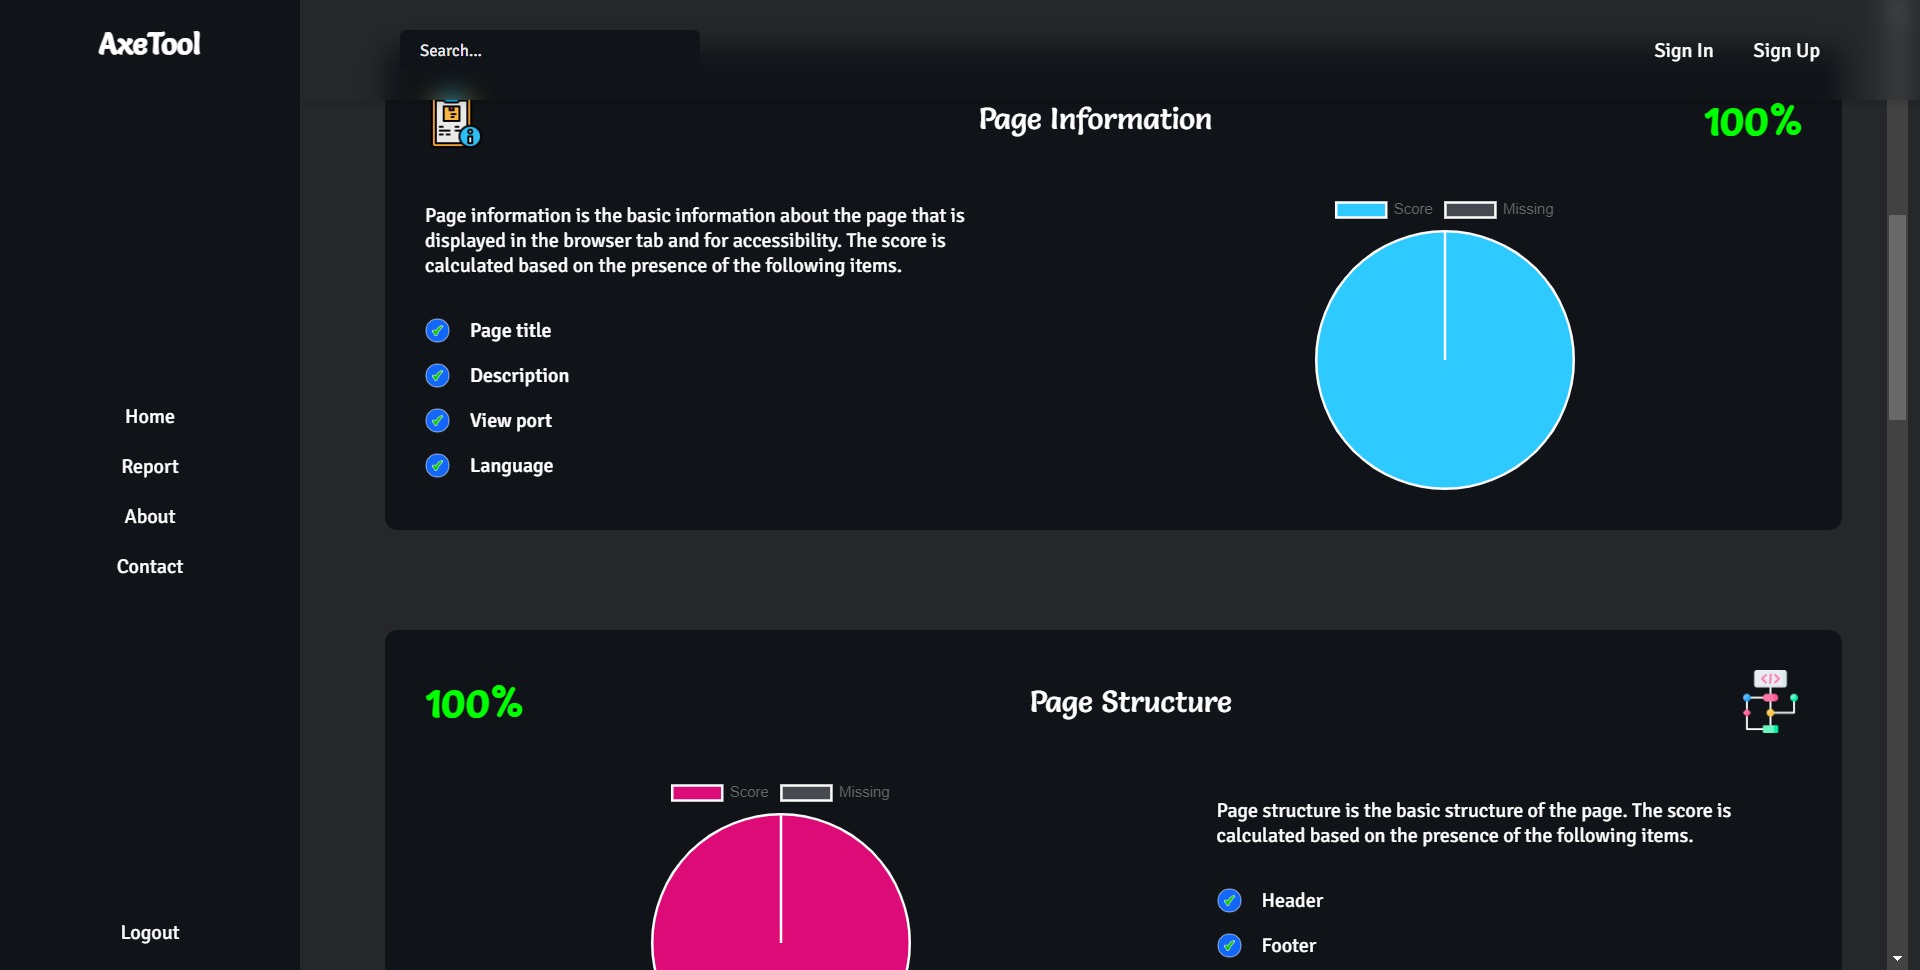 AxeTool
Search...
Sign In
Sign Up
Home
Report
About
Contact
Logout
Page Information
100%
Page information is the basic information about the page that is
displayed in the browser tab and for accessibility. The score is
calculated based on the presence of the following items.
Page title
Description
View port
Language
Score
Missing
100%
Page Structure
</>
Score
Missing
Page structure is the basic structure of the page. The score is
calculated based on the presence of the following items.
Header
Footer